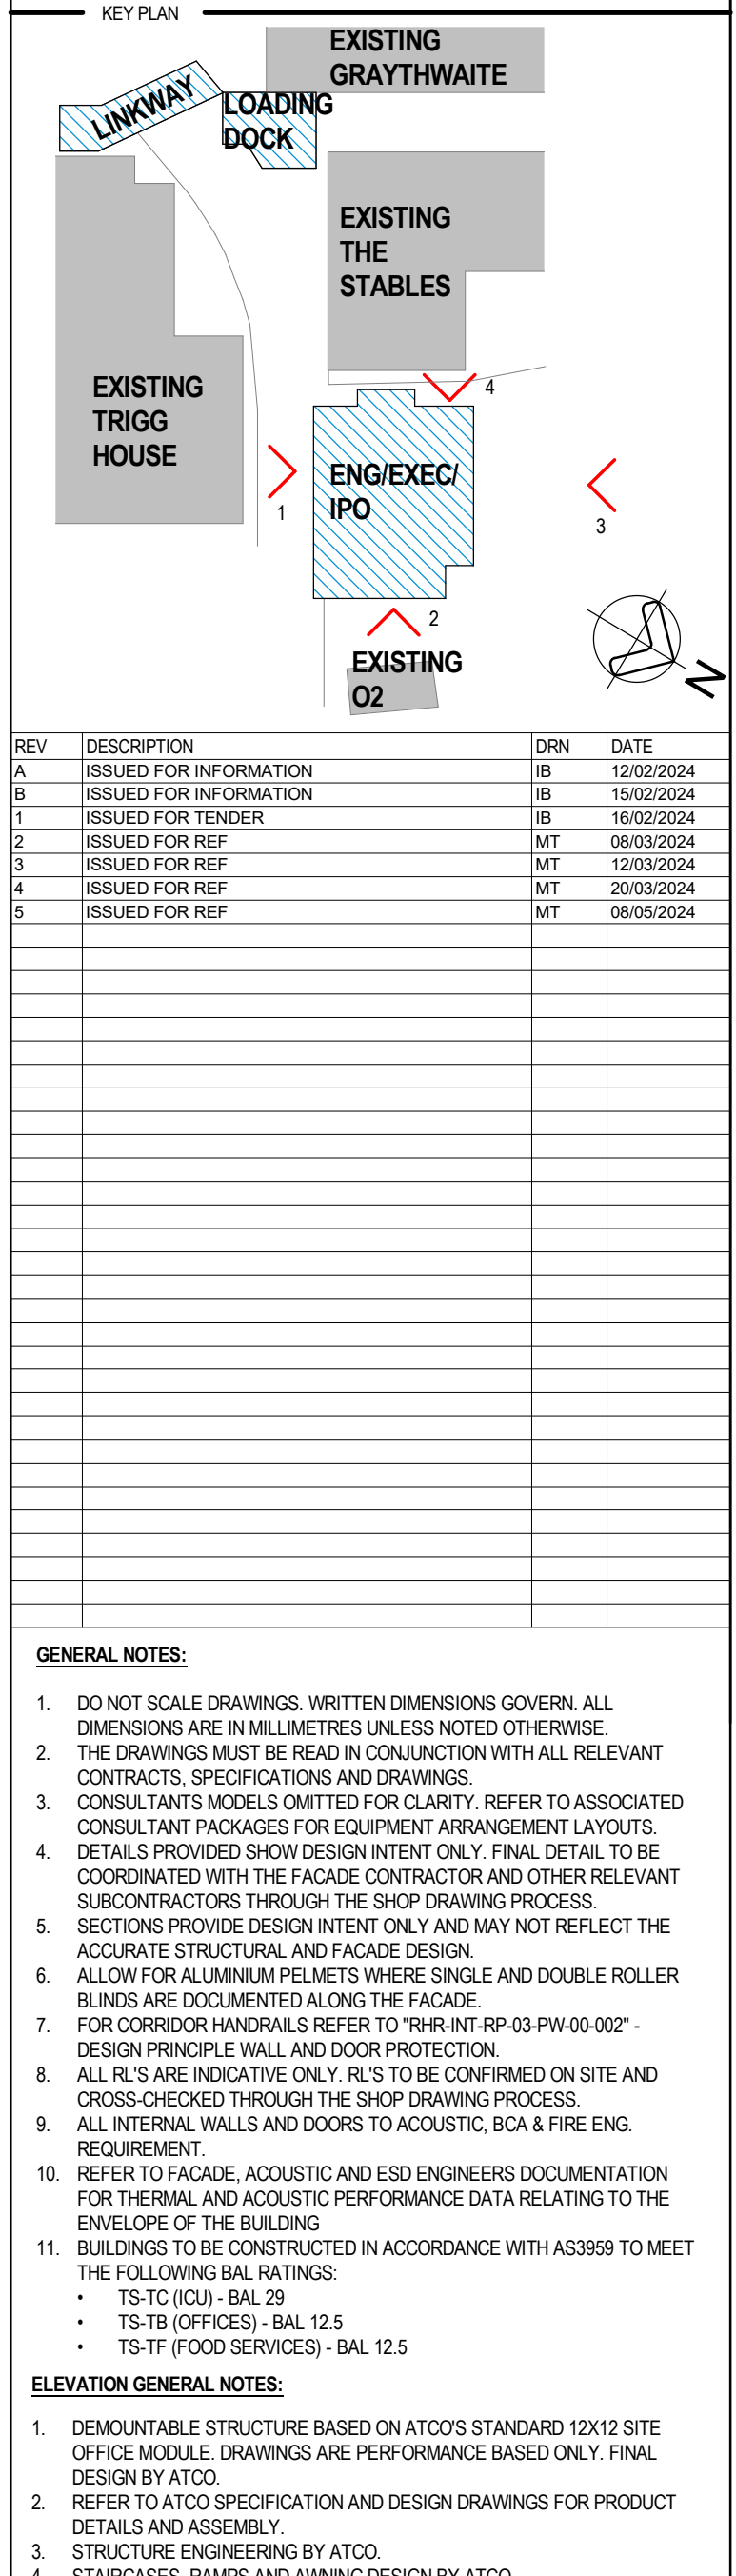 KEY PLAN
EXISTING
GRAYTHWAITE
LINKWAY
LOADING
DOCK
EXISTING
THE
STABLES
EXISTING
TRIGG
HOUSE
4
ENG/EXEC/
IPO
1
3
2
EXISTING
O2
N
REV DESCRIPTION DRN DATE
A ISSUED FOR INFORMATION IB 12/02/2024
B ISSUED FOR INFORMATION IB 15/02/2024
1 ISSUED FOR TENDER IB 16/02/2024
2 ISSUED FOR REF MT 08/03/2024
3 ISSUED FOR REF MT 12/03/2024
4 ISSUED FOR REF MT 20/03/2024
5 ISSUED FOR REF MT 08/05/2024
GENERAL NOTES:
1. DO NOT SCALE DRAWINGS. WRITTEN DIMENSIONS GOVERN. ALL
DIMENSIONS ARE IN MILLIMETRES UNLESS NOTED OTHERWISE.
2. THE DRAWINGS MUST BE READ IN CONJUNCTION WITH ALL RELEVANT
CONTRACTS, SPECIFICATIONS AND DRAWINGS.
3. CONSULTANTS MODELS OMITTED FOR CLARITY. REFER TO ASSOCIATED
CONSULTANT PACKAGES FOR EQUIPMENT ARRANGEMENT LAYOUTS.
4. DETAILS PROVIDED SHOW DESIGN INTENT ONLY. FINAL DETAIL TO BE
COORDINATED WITH THE FACADE CONTRACTOR AND OTHER RELEVANT
SUBCONTRACTORS THROUGH THE SHOP DRAWING PROCESS.
5. SECTIONS PROVIDE DESIGN INTENT ONLY AND MAY NOT REFLECT THE
ACCURATE STRUCTURAL AND FACADE DESIGN.
6. ALLOW FOR ALUMINIUM PELMETS WHERE SINGLE AND DOUBLE ROLLER
BLINDS ARE DOCUMENTED ALONG THE FACADE.
7. FOR CORRIDOR HANDRAILS REFER TO "RHR-INT-RP-03-PW-00-002" -
DESIGN PRINCIPLE WALL AND DOOR PROTECTION.
8. ALL RL'S ARE INDICATIVE ONLY. RL'S TO BE CONFIRMED ON SITE AND
CROSS-CHECKED THROUGH THE SHOP DRAWING PROCESS.
9. ALL INTERNAL WALLS AND DOORS TO ACOUSTIC, BCA & FIRE ENG.
REQUIREMENT.
10. REFER TO FACADE, ACOUSTIC AND ESD ENGINEERS DOCUMENTATION
FOR THERMAL AND ACOUSTIC PERFORMANCE DATA RELATING TO THE
ENVELOPE OF THE BUILDING
11. BUILDINGS TO BE CONSTRUCTED IN ACCORDANCE WITH AS3959 TO MEET
THE FOLLOWING BAL RATINGS:
• TS-TC (ICU) - BAL 29
• TS-TB (OFFICES) - BAL 12.5
• TS-TF (FOOD SERVICES) - BAL 12.5
ELEVATION GENERAL NOTES:
1. DEMOUNTABLE STRUCTURE BASED ON ATCO'S STANDARD 12X12 SITE
OFFICE MODULE. DRAWINGS ARE PERFORMANCE BASED ONLY. FINAL
DESIGN BY ATCO.
2. REFER TO ATCO SPECIFICATION AND DESIGN DRAWINGS FOR PRODUCT
DETAILS AND ASSEMBLY.
3. STRUCTURE ENGINEERING BY ATCO.
4. STAIRCASES, RAMPS AND AWNING DESIGN BY ATCO